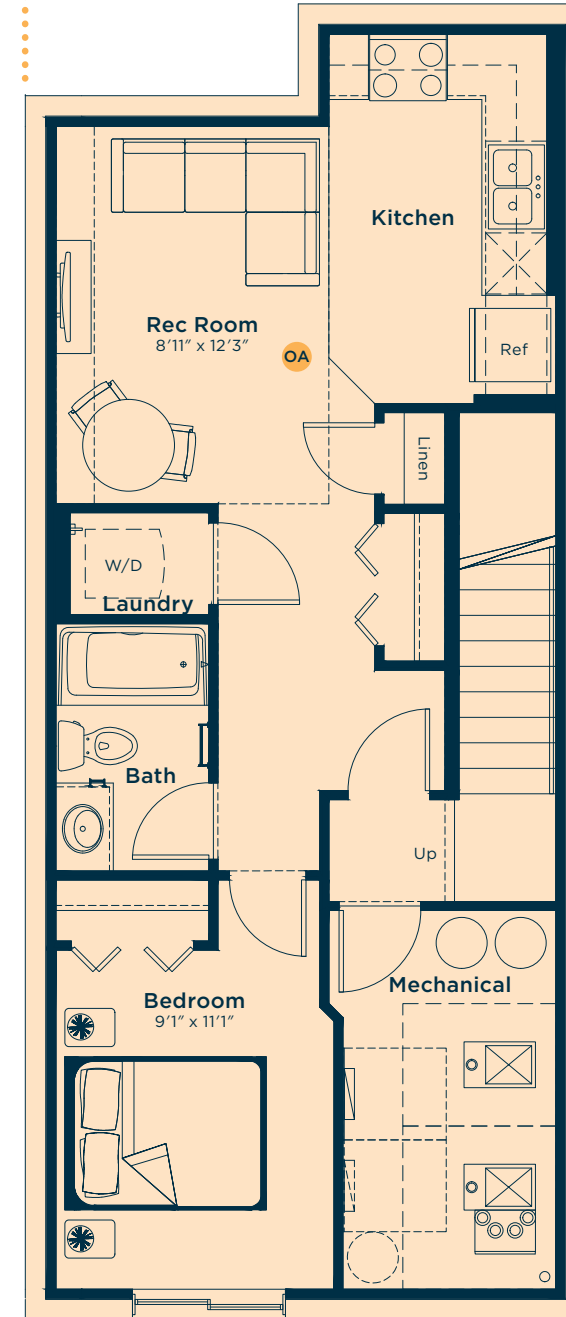 Kitchen
Rec Room
8'11" x 12'3"
OA
Ref
Linen
W/D
Laundry
Bath
Up
Mechanical
Bedroom
9'1" x 11'1"